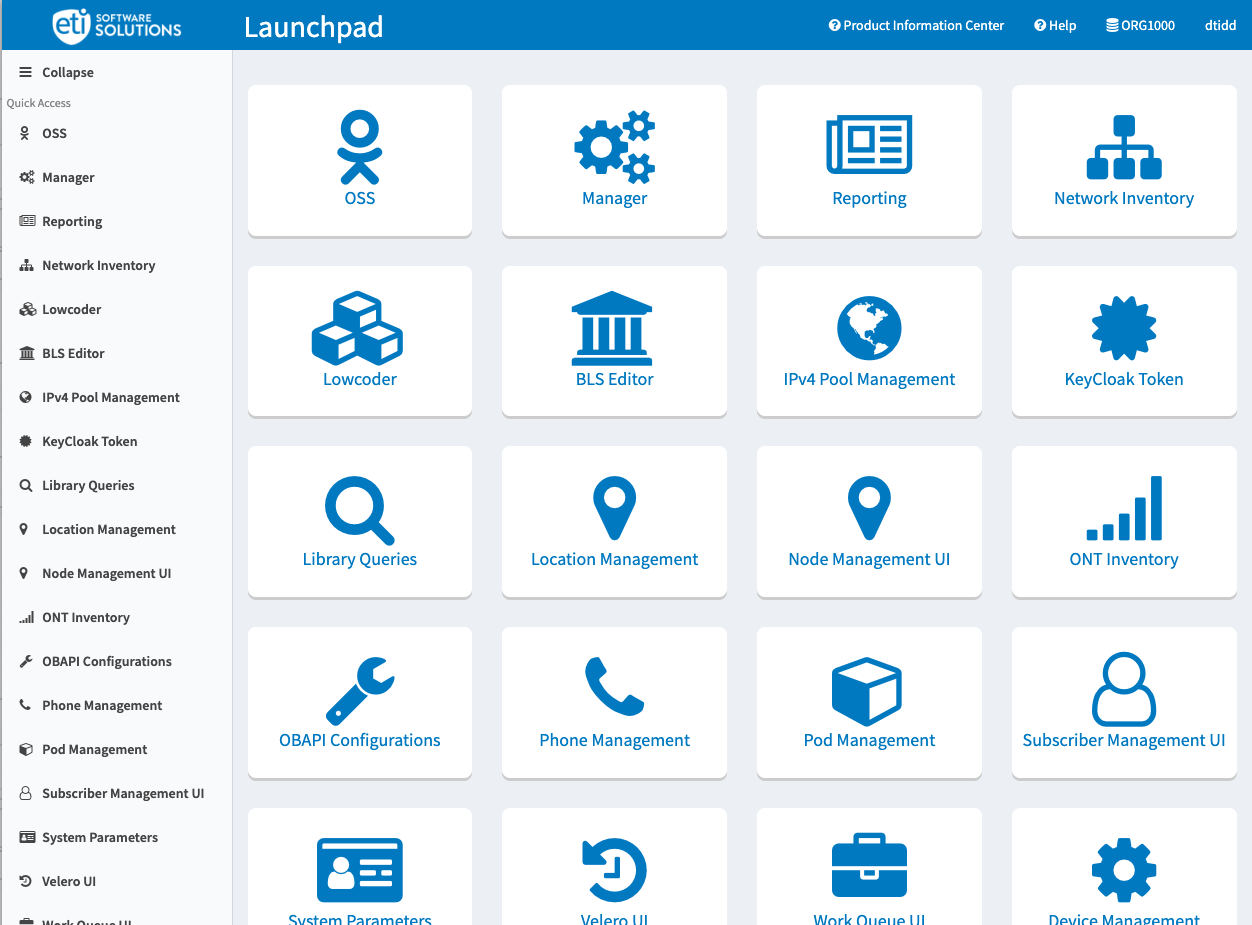 eti SOFTWARE SOLUTIONS
Launchpad
Product Information Center
Help
ORG1000
dtidd
Collapse
Quick Access
OSS
Manager
Reporting
Network Inventory
Lowcoder
BLS Editor
IPv4 Pool Management
KeyCloak Token
Library Queries
Location Management
Node Management UI
ONT Inventory
OBAPI Configurations
Phone Management
Pod Management
Subscriber Management UI
System Parameters
Velero UI
Work Queue UI
OSS
Manager
Reporting
Network Inventory
Lowcoder
BLS Editor
IPv4 Pool Management
KeyCloak Token
Library Queries
Location Management
Node Management UI
ONT Inventory
OBAPI Configurations
Phone Management
Pod Management
Subscriber Management UI
System Parameters
Velero UI
Work Queue UI
Device Management